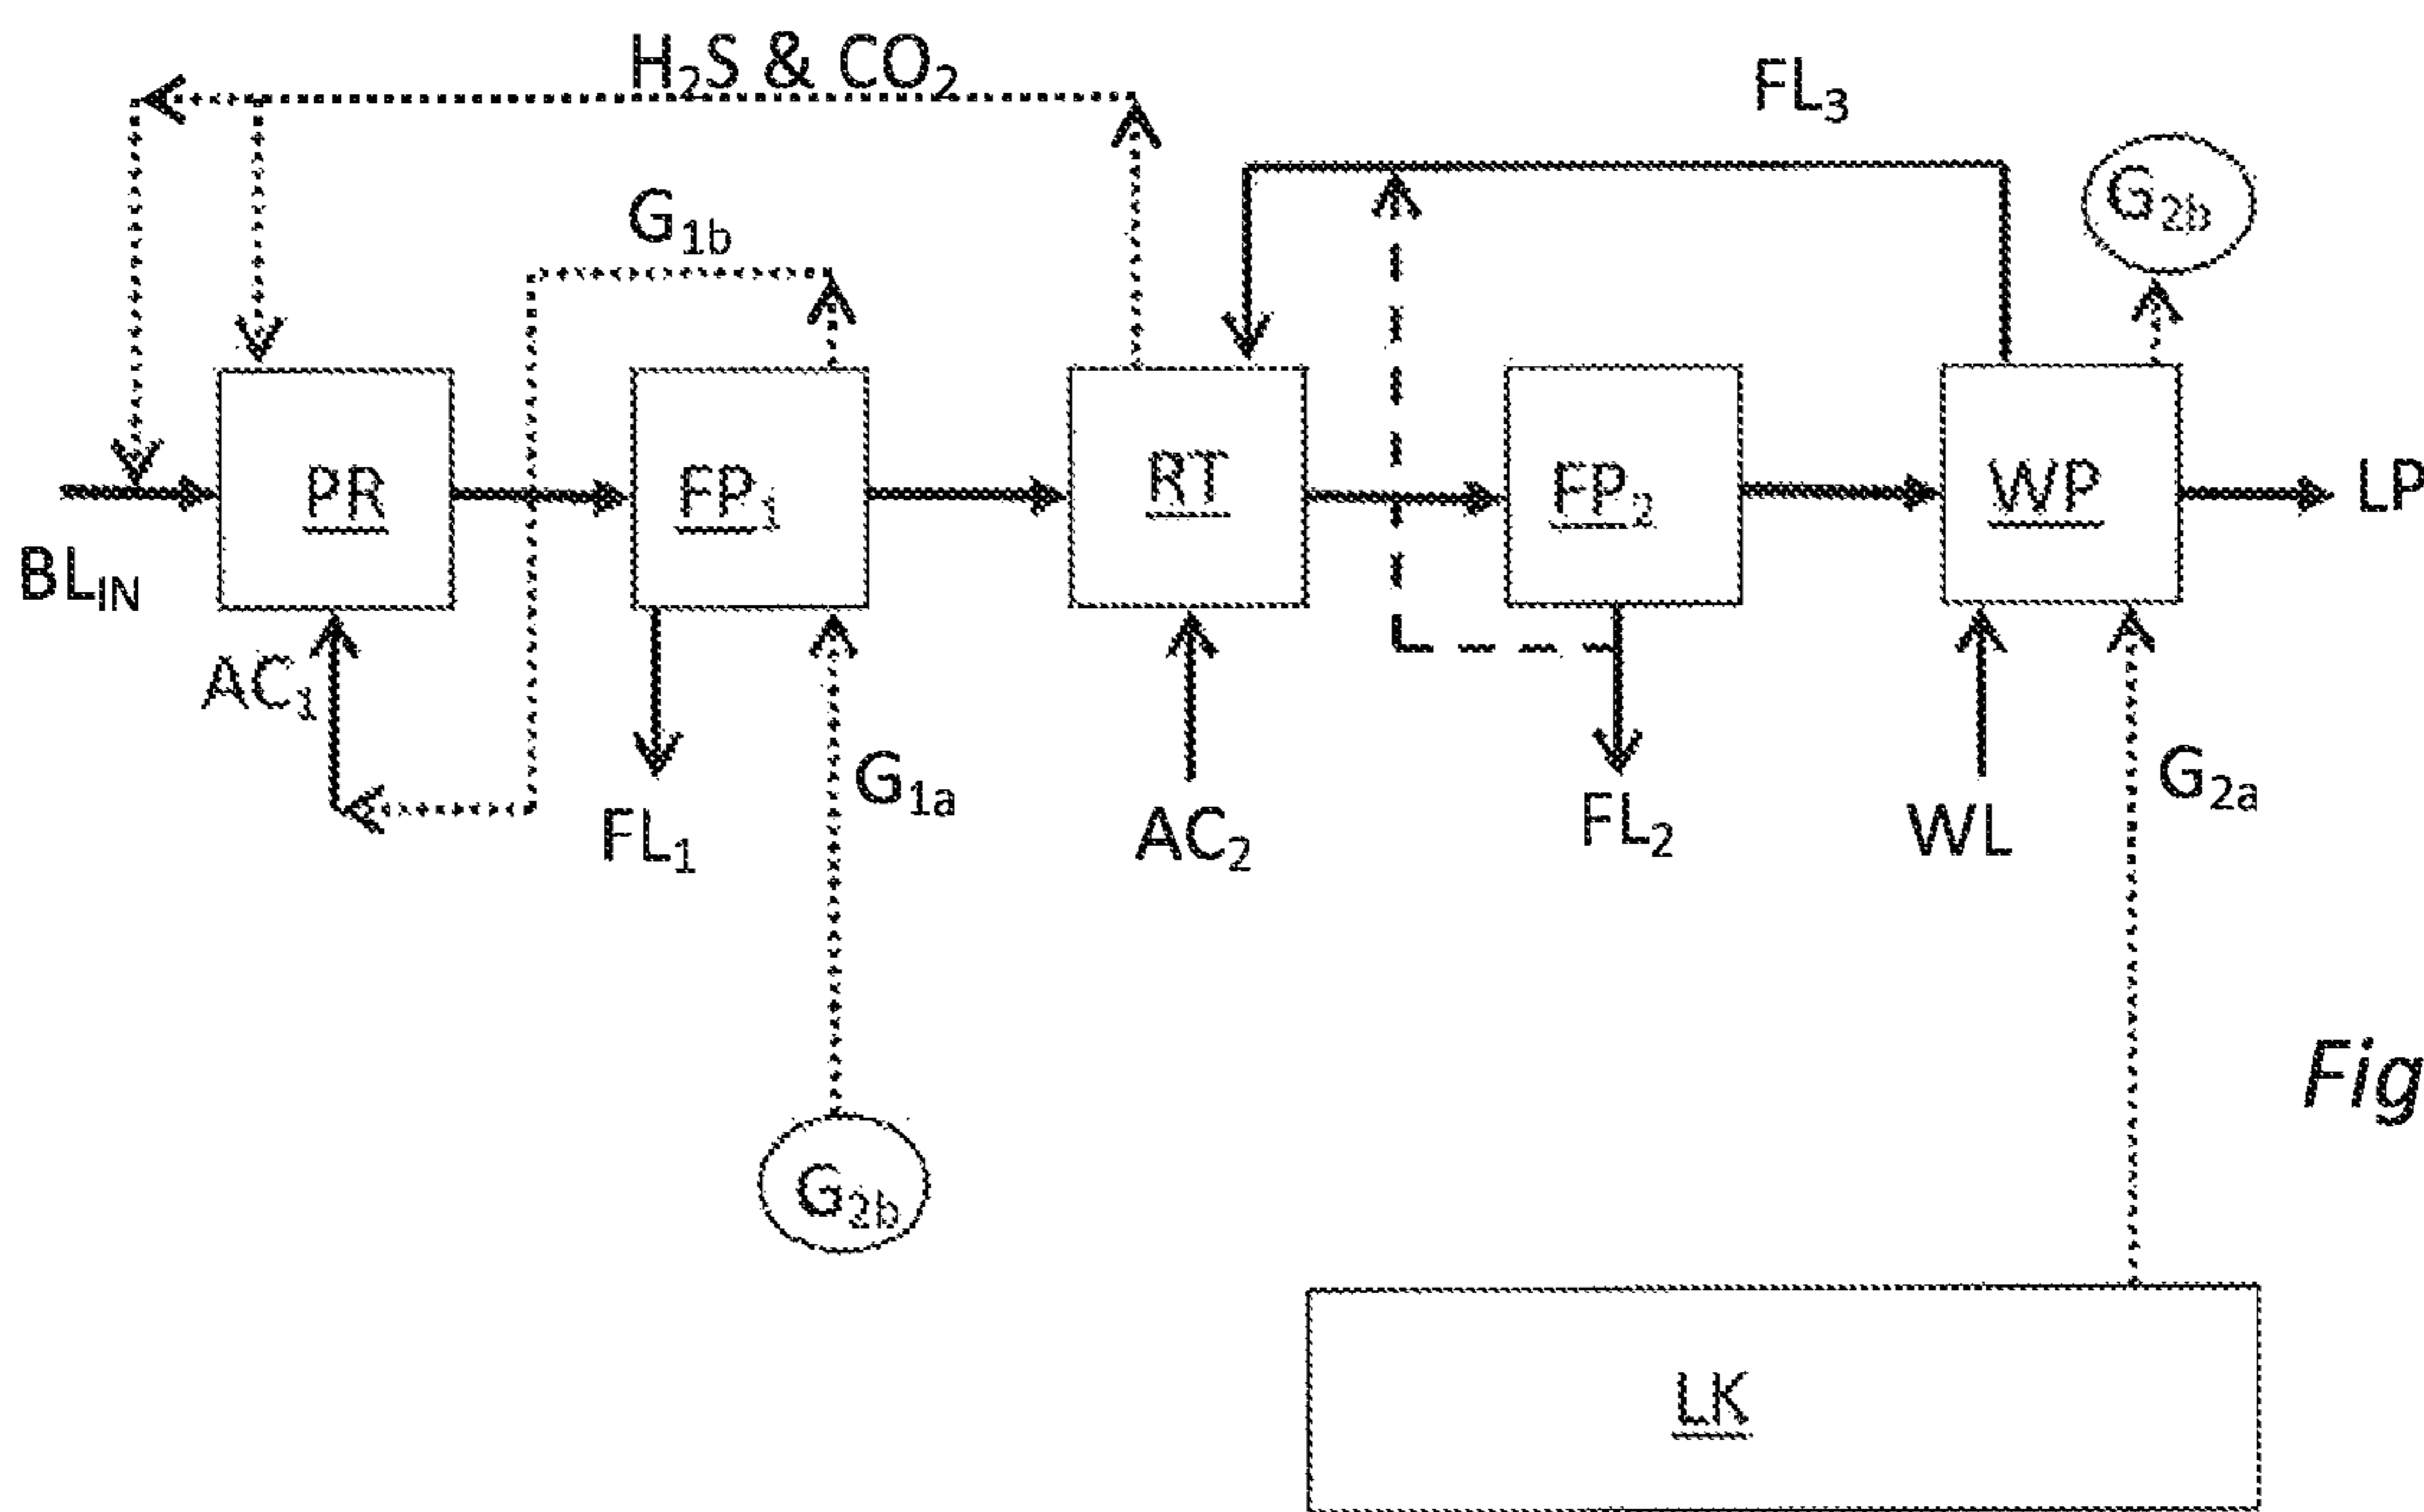 H₂S & CO₂
FL₃
G₂b
G₁b
PR
FP₁
RT
FP₂
WP
LP
BL_IN
AC₁
G₁a
G₂a
FL₁
AC₂
FL₂
WL
Fig
G₂b
LK